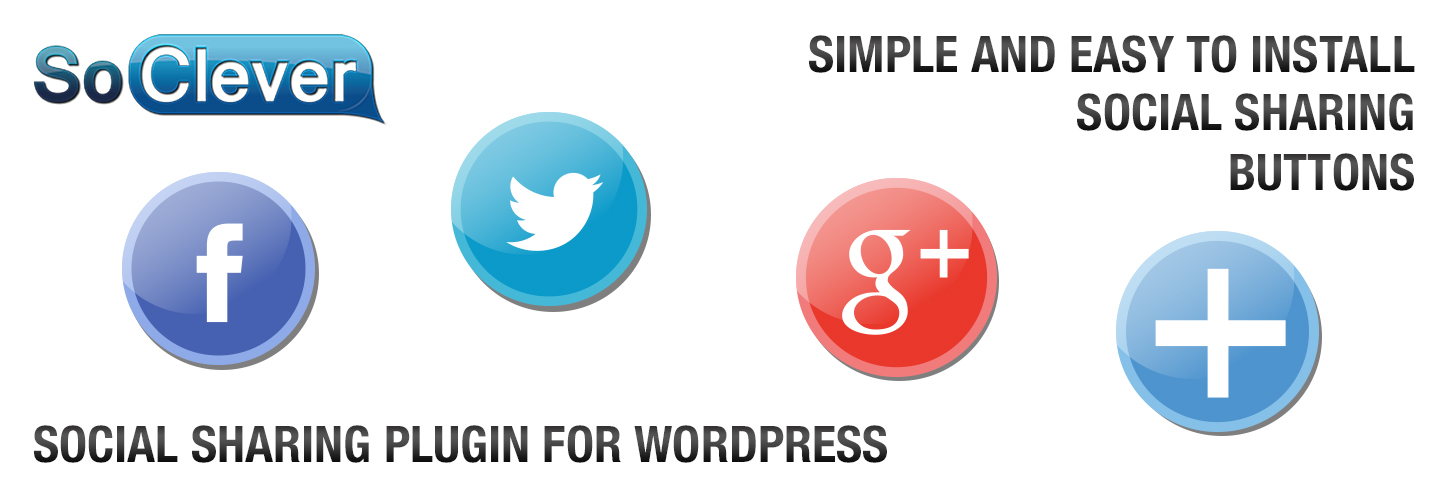 SoClever
SIMPLE AND EASY TO INSTALL
SOCIAL SHARING
BUTTONS
f
g+
SOCIAL SHARING PLUGIN FOR WORDPRESS